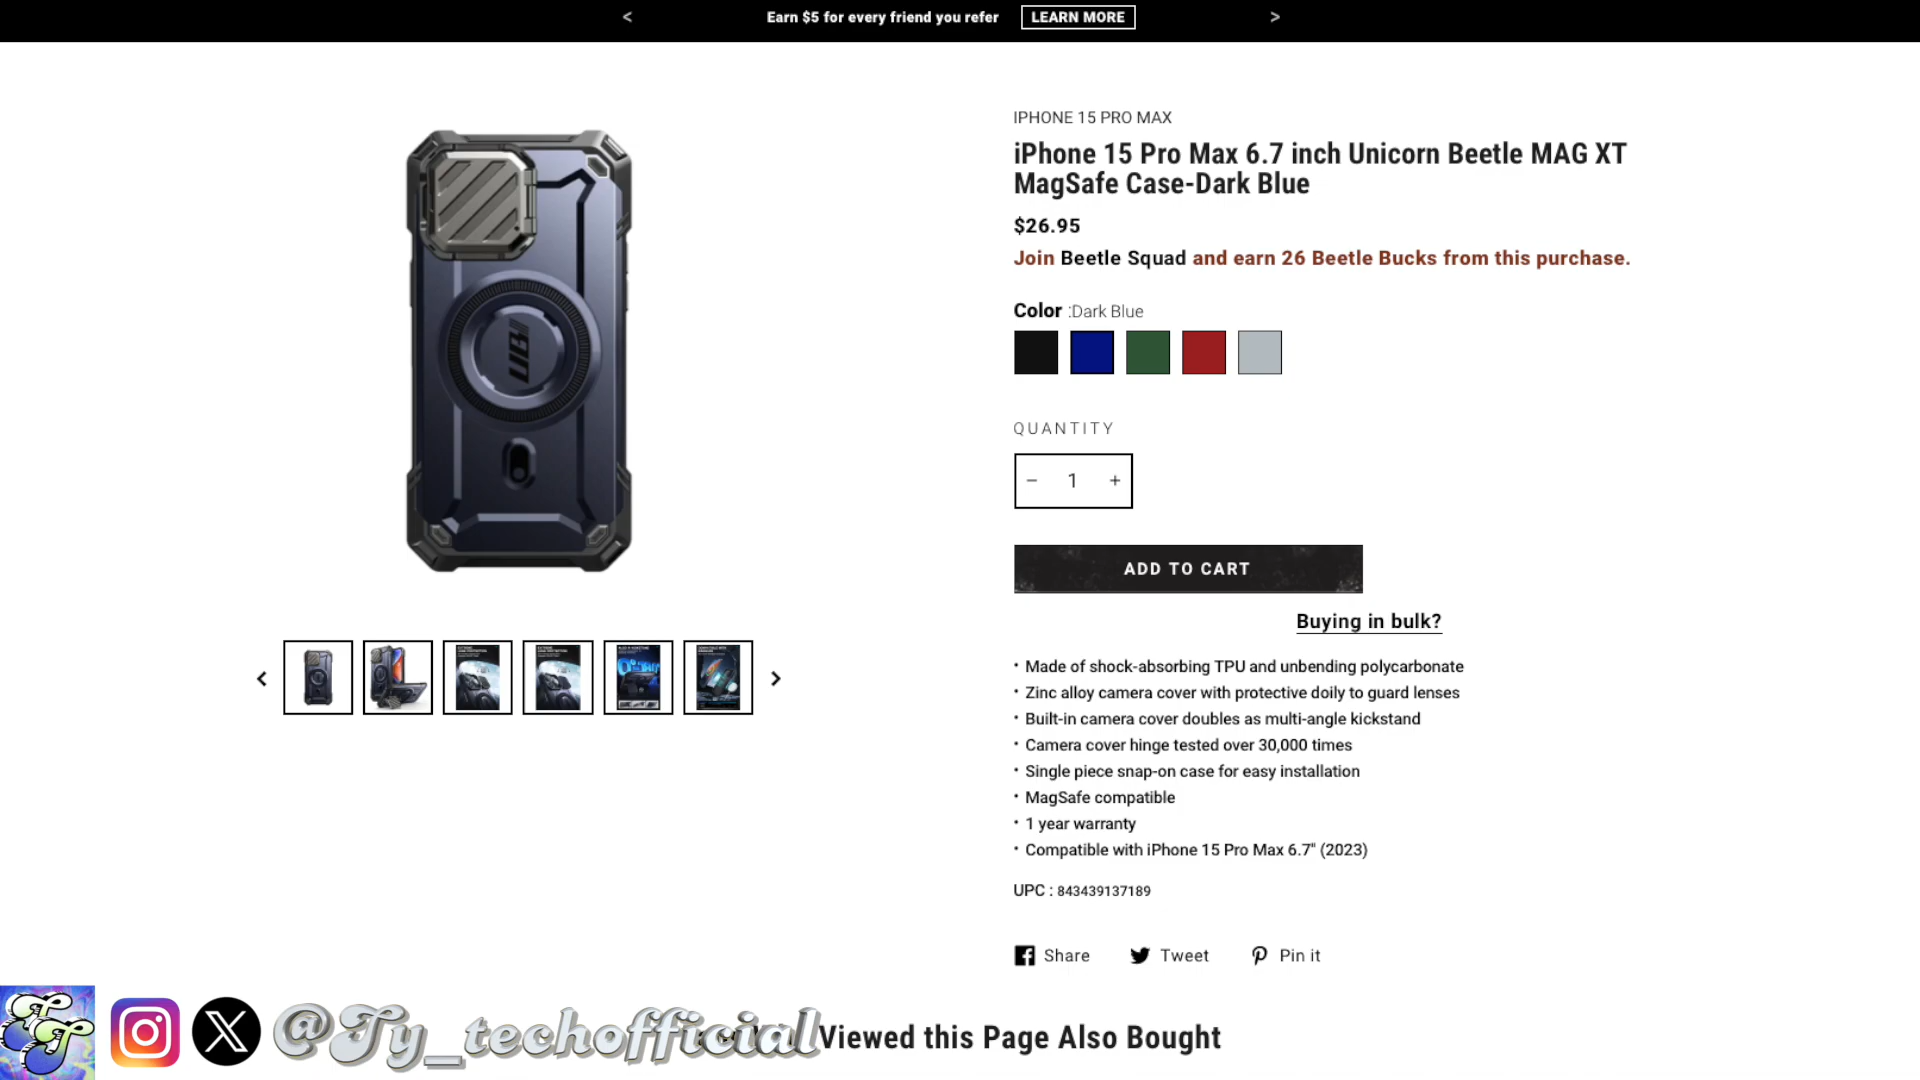 <
Earn $5 for every friend you refer
LEARN MORE
>
IPHONE 15 PRO MAX
iPhone 15 Pro Max 6.7 inch Unicorn Beetle MAG XT
MagSafe Case-Dark Blue
$26.95
Join Beetle Squad and earn 26 Beetle Bucks from this purchase.
Color :Dark Blue
QUANTITY
− 1 +
ADD TO CART
Buying in bulk?
• Made of shock-absorbing TPU and unbending polycarbonate
• Zinc alloy camera cover with protective doily to guard lenses
• Built-in camera cover doubles as multi-angle kickstand
• Camera cover hinge tested over 30,000 times
• Single piece snap-on case for easy installation
• MagSafe compatible
• 1 year warranty
• Compatible with iPhone 15 Pro Max 6.7" (2023)
UPC : 843439137189
Share
Tweet
Pin it
UB
@Ty_techofficial
Viewed this Page Also Bought